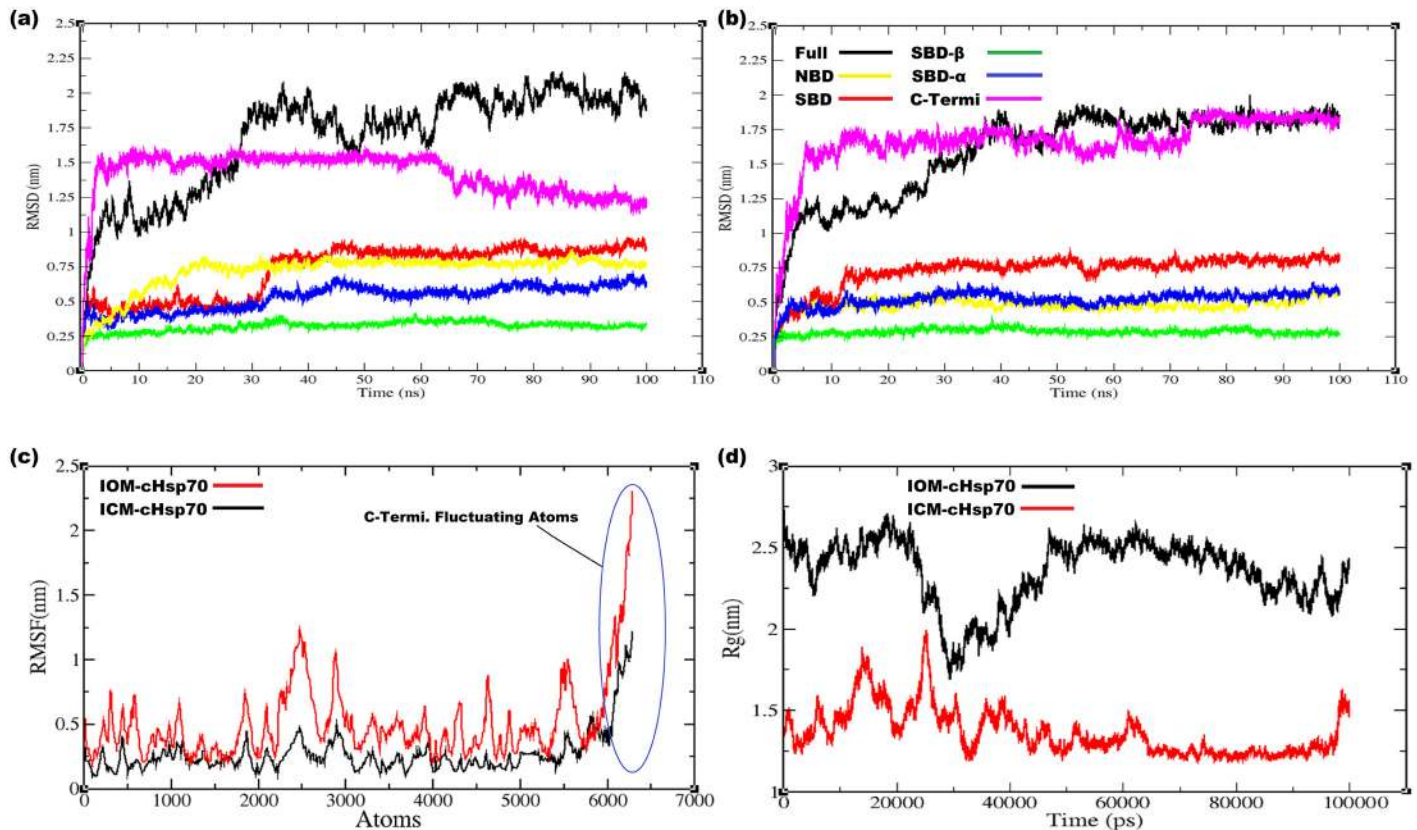 (a)
2.5
2.25
2
1.75
1.5
1.25
1
0.75
0.5
0.25
0
RMSD (nm)
0 10 20 30 40 50 60 70 80 90 100 110
Time (ns)
(b)
Full SBD-β
NBD SBD-α
SBD C-Termi
2.5
2.25
2
1.75
1.5
1.25
1
0.75
0.5
0.25
0
RMSD (nm)
0 10 20 30 40 50 60 70 80 90 100 110
Time (ns)
(c)
IOM-cHsp70
ICM-cHsp70
C-Termi. Fluctuating Atoms
2.5
2
1.5
1
0.5
0
RMSF(nm)
0 1000 2000 3000 4000 5000 6000 7000
Atoms
(d)
IOM-cHsp70
ICM-cHsp70
3
2.5
2
1.5
1
Rg(nm)
0 20000 40000 60000 80000 100000
Time (ps)